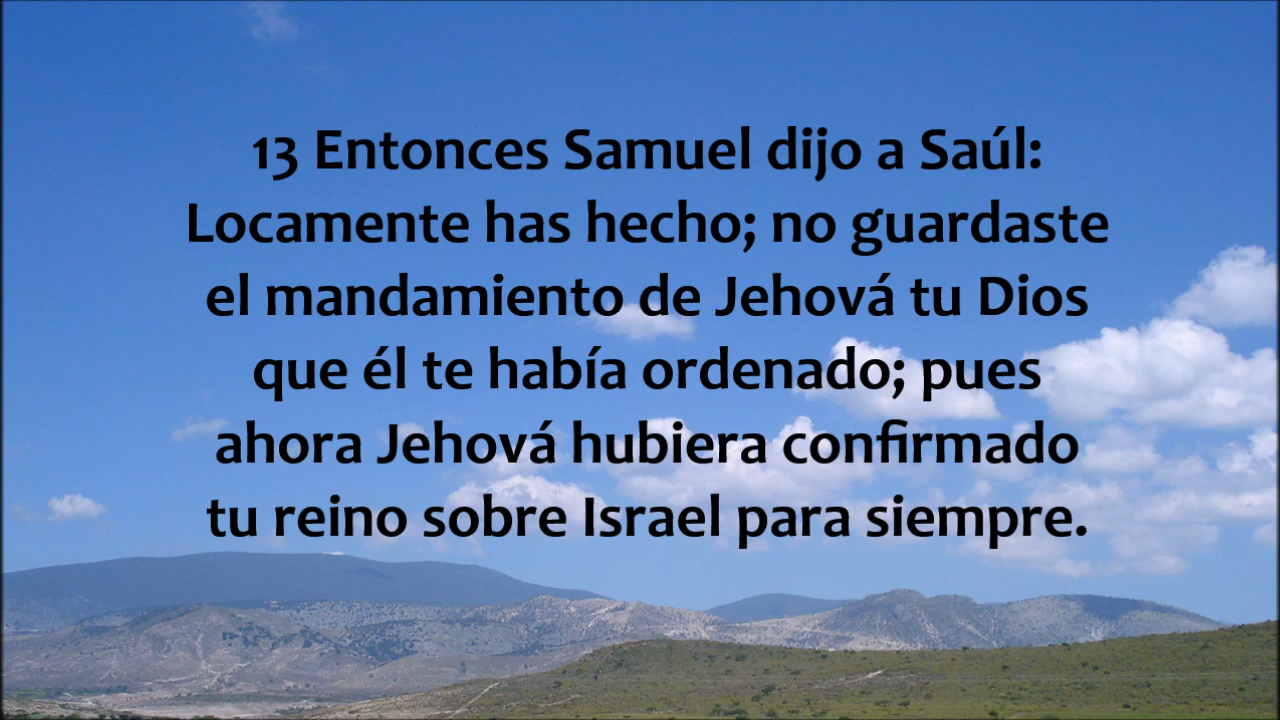 13 Entonces Samuel dijo a Saúl:
Locamente has hecho; no guardaste
el mandamiento de Jehová tu Dios
que él te había ordenado; pues
ahora Jehová hubiera confirmado
tu reino sobre Israel para siempre.